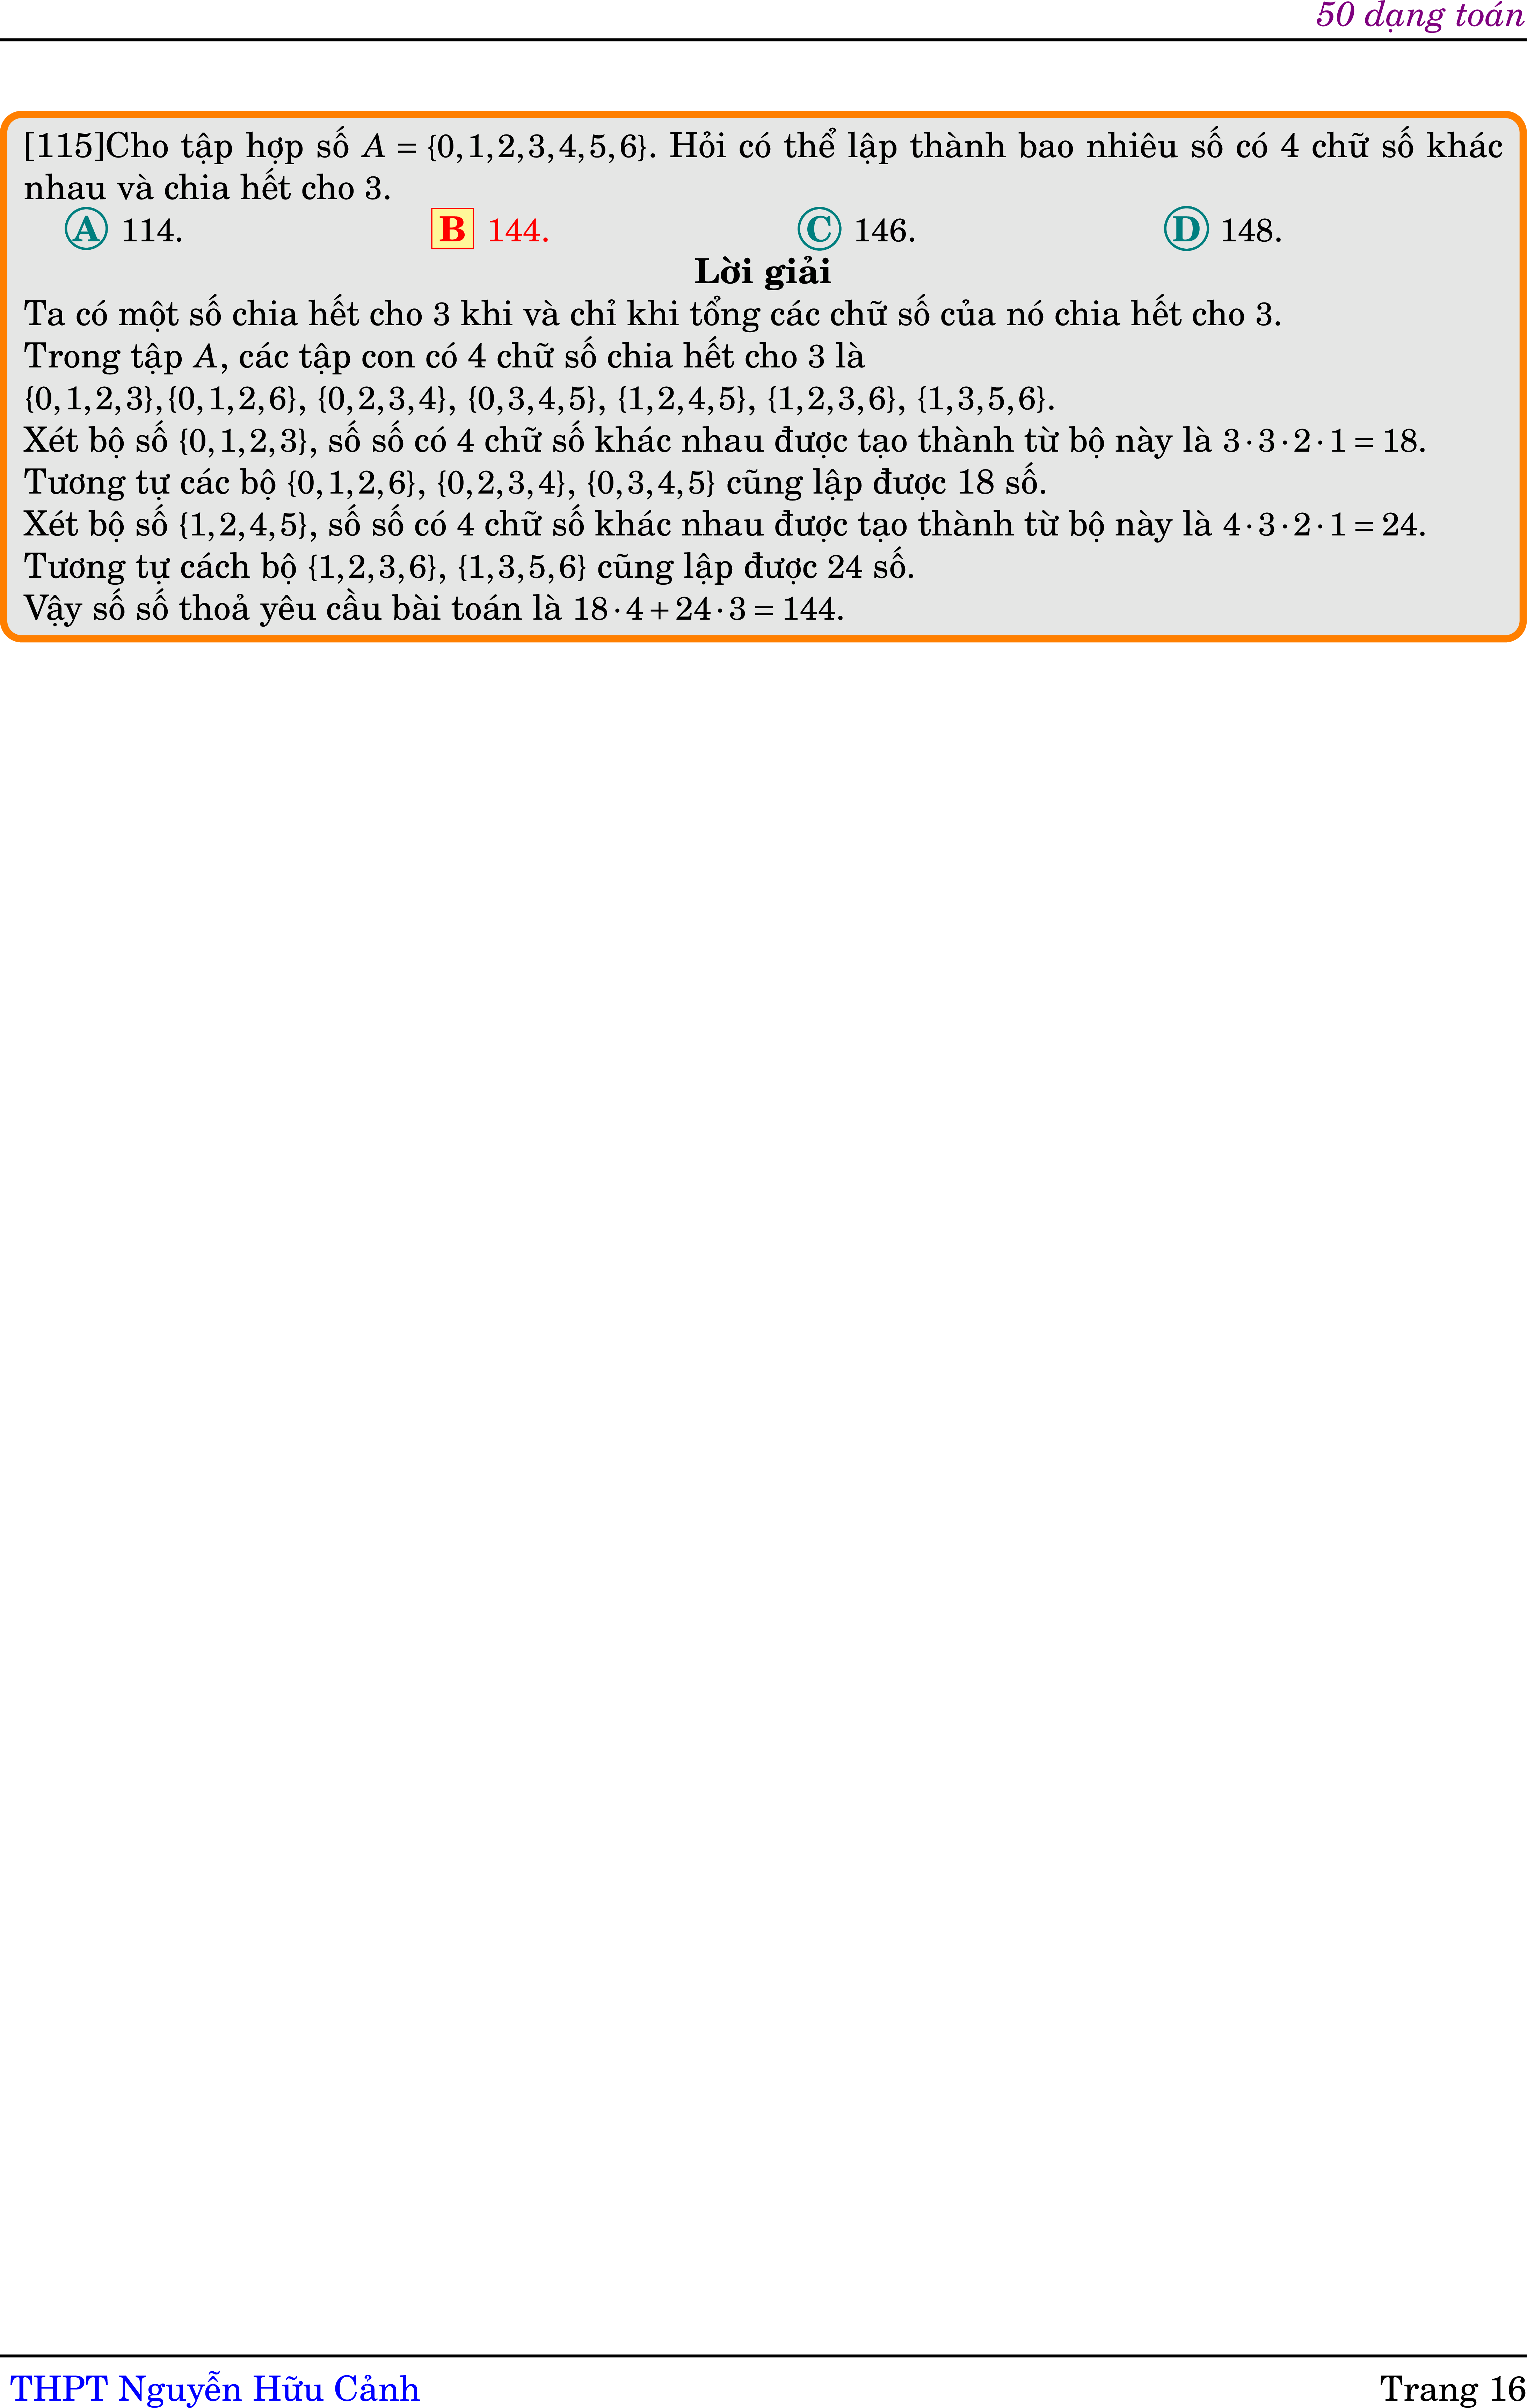 50 dạng toán
[115]Cho tập hợp số A = {0,1,2,3,4,5,6}. Hỏi có thể lập thành bao nhiêu số có 4 chữ số khác
nhau và chia hết cho 3.
A 114. B 144. C 146. D 148.
Lời giải
Ta có một số chia hết cho 3 khi và chỉ khi tổng các chữ số của nó chia hết cho 3.
Trong tập A, các tập con có 4 chữ số chia hết cho 3 là
{0,1,2,3},{0,1,2,6}, {0,2,3,4}, {0,3,4,5}, {1,2,4,5}, {1,2,3,6}, {1,3,5,6}.
Xét bộ số {0,1,2,3}, số số có 4 chữ số khác nhau được tạo thành từ bộ này là 3·3·2·1 = 18.
Tương tự các bộ {0,1,2,6}, {0,2,3,4}, {0,3,4,5} cũng lập được 18 số.
Xét bộ số {1,2,4,5}, số số có 4 chữ số khác nhau được tạo thành từ bộ này là 4·3·2·1 = 24.
Tương tự cách bộ {1,2,3,6}, {1,3,5,6} cũng lập được 24 số.
Vậy số số thoả yêu cầu bài toán là 18·4+24·3 = 144.
THPT Nguyễn Hữu Cảnh Trang 16